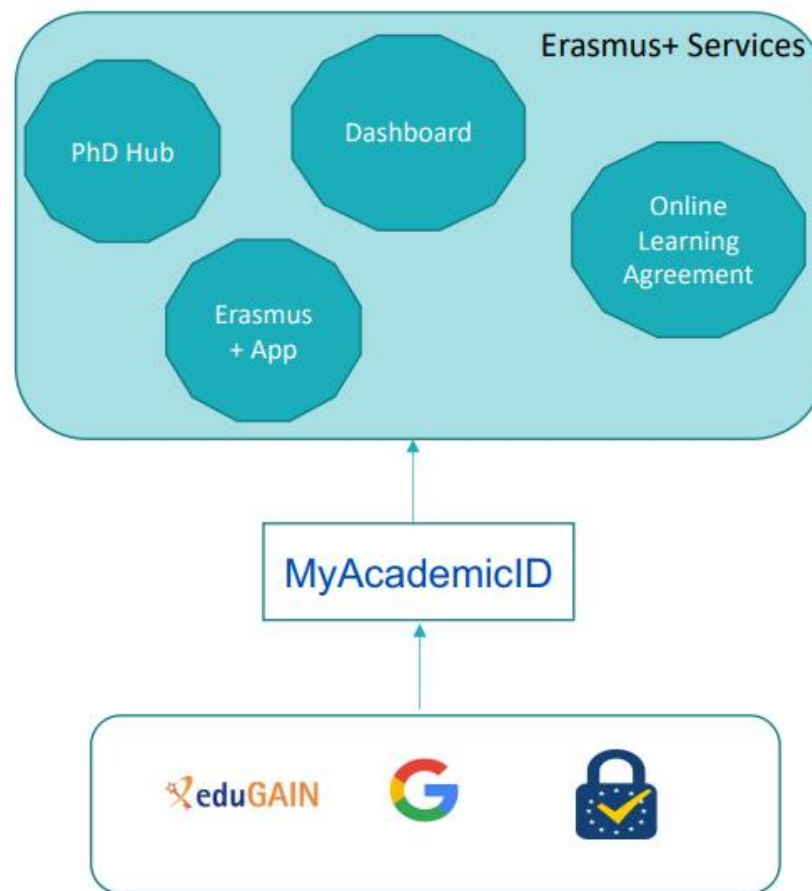 Erasmus+ Services
PhD Hub
Dashboard
Online
Learning
Agreement
Erasmus
+ App
MyAcademicID
eduGAIN